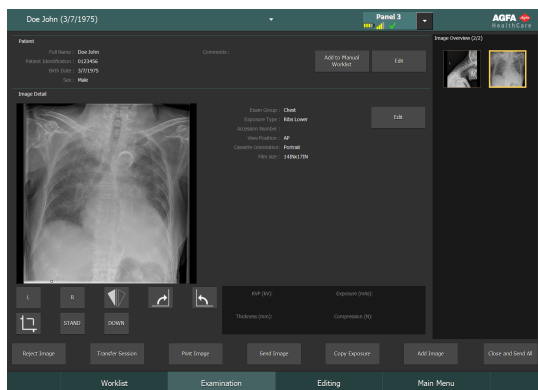 Doe John (3/7/1975)
Panel 3
AGFA
HealthCare
Patient
Full Name : Doe John
Patient Identification : 0123456
Birth Date : 3/7/1975
Sex : Male
Comments :
Add to Manual Worklist
Edit
Image Overview (2/2)
Image Detail
Exam Group : Chest
Exposure Type : Ribs Lower
Accession Number :
View Position : AP
Cassette Orientation : Portrait
Film size : 14INx17IN
Edit
L
R
STAND
DOWN
KVP (kV):
Exposure (mAs):
Thickness (mm):
Compression (N):
Reject Image
Transfer Session
Print Image
Send Image
Copy Exposure
Add Image
Close and Send All
Worklist
Examination
Editing
Main Menu